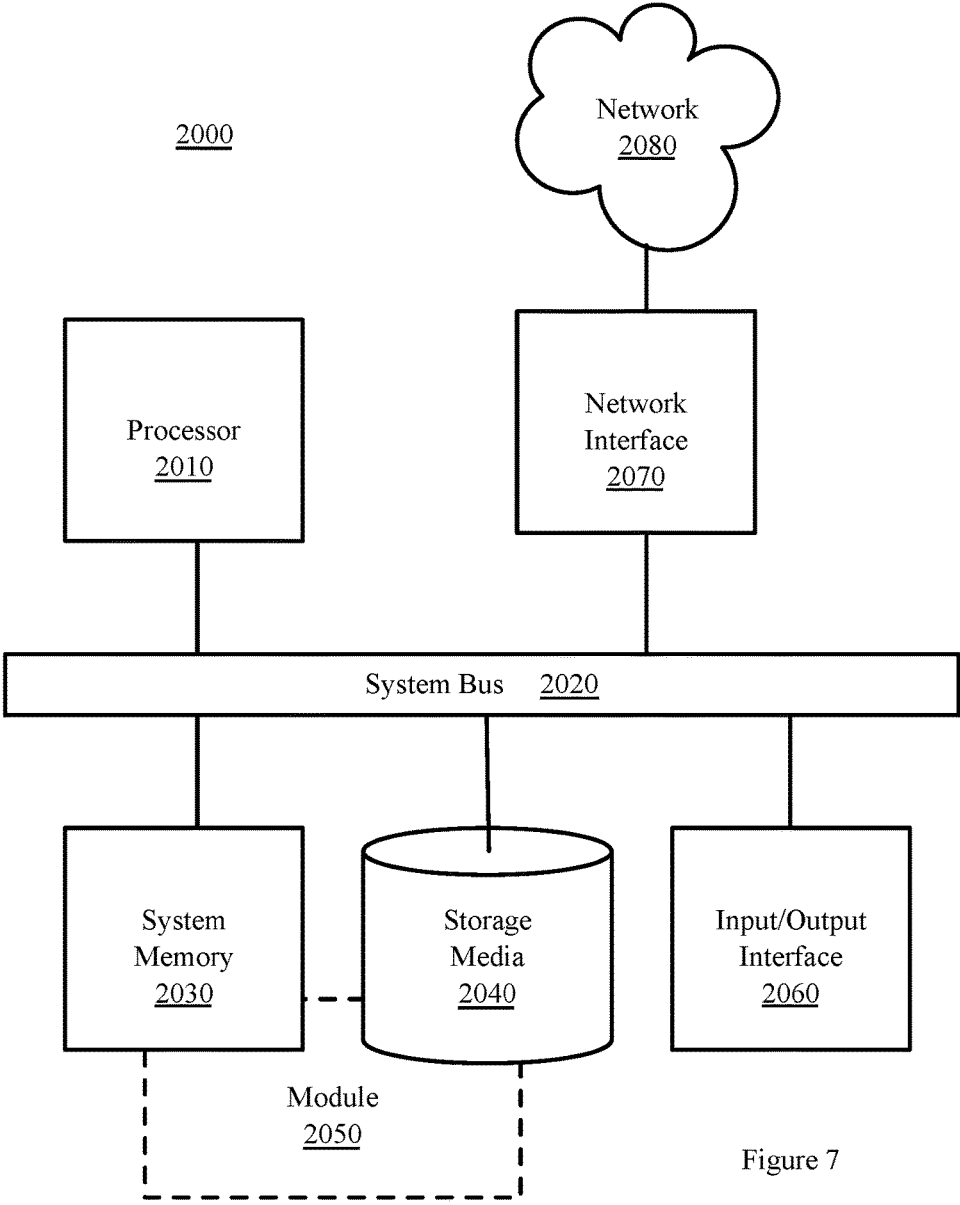 Network
2080
2000
Network
Interface
2070
Processor
2010
System Bus 2020
System
Memory
2030
Storage
Media
2040
Input/Output
Interface
2060
Module
2050
Figure 7